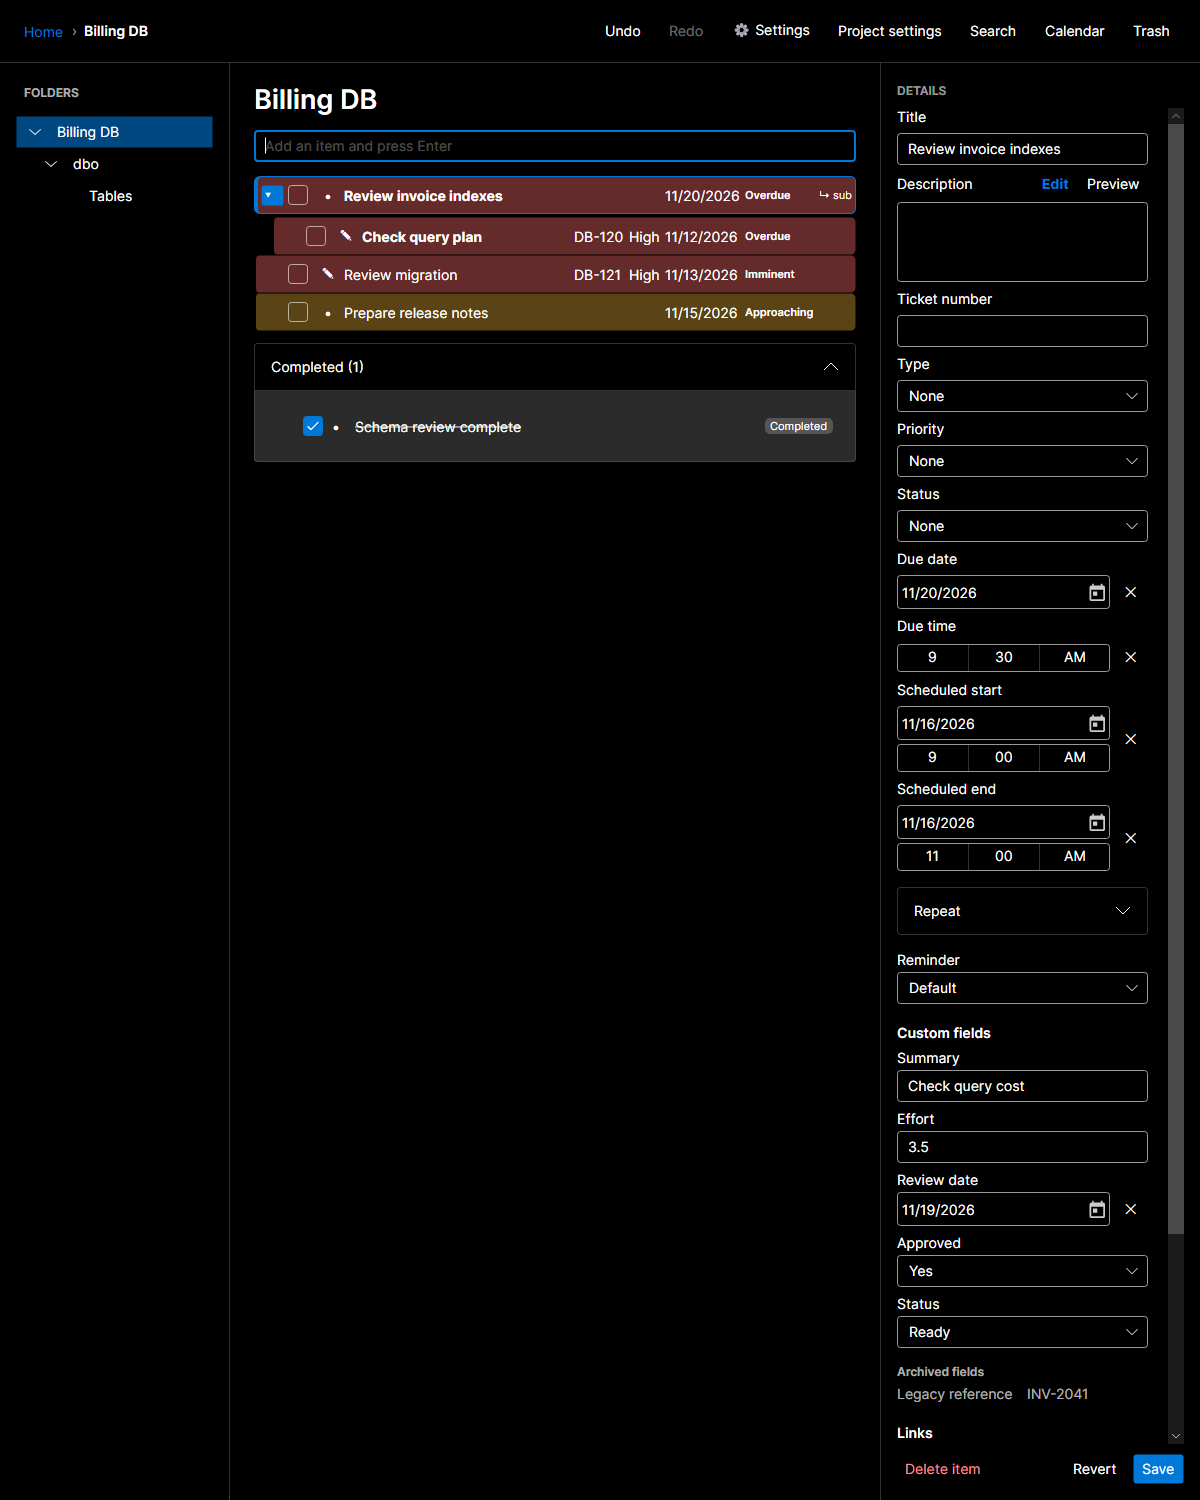 Home › Billing DB
Undo Redo Settings Project settings Search Calendar Trash
FOLDERS
Billing DB
dbo
Tables
Billing DB
Add an item and press Enter
Review invoice indexes 11/20/2026 Overdue ↳ sub
Check query plan DB-120 High 11/12/2026 Overdue
Review migration DB-121 High 11/13/2026 Imminent
Prepare release notes 11/15/2026 Approaching
Completed (1)
Schema review complete Completed
DETAILS
Title
Review invoice indexes
Description Edit Preview
Ticket number
Type
None
Priority
None
Status
None
Due date
11/20/2026
Due time
9 30 AM
Scheduled start
11/16/2026
9 00 AM
Scheduled end
11/16/2026
11 00 AM
Repeat
Reminder
Default
Custom fields
Summary
Check query cost
Effort
3.5
Review date
11/19/2026
Approved
Yes
Status
Ready
Archived fields
Legacy reference INV-2041
Links
Delete item Revert Save